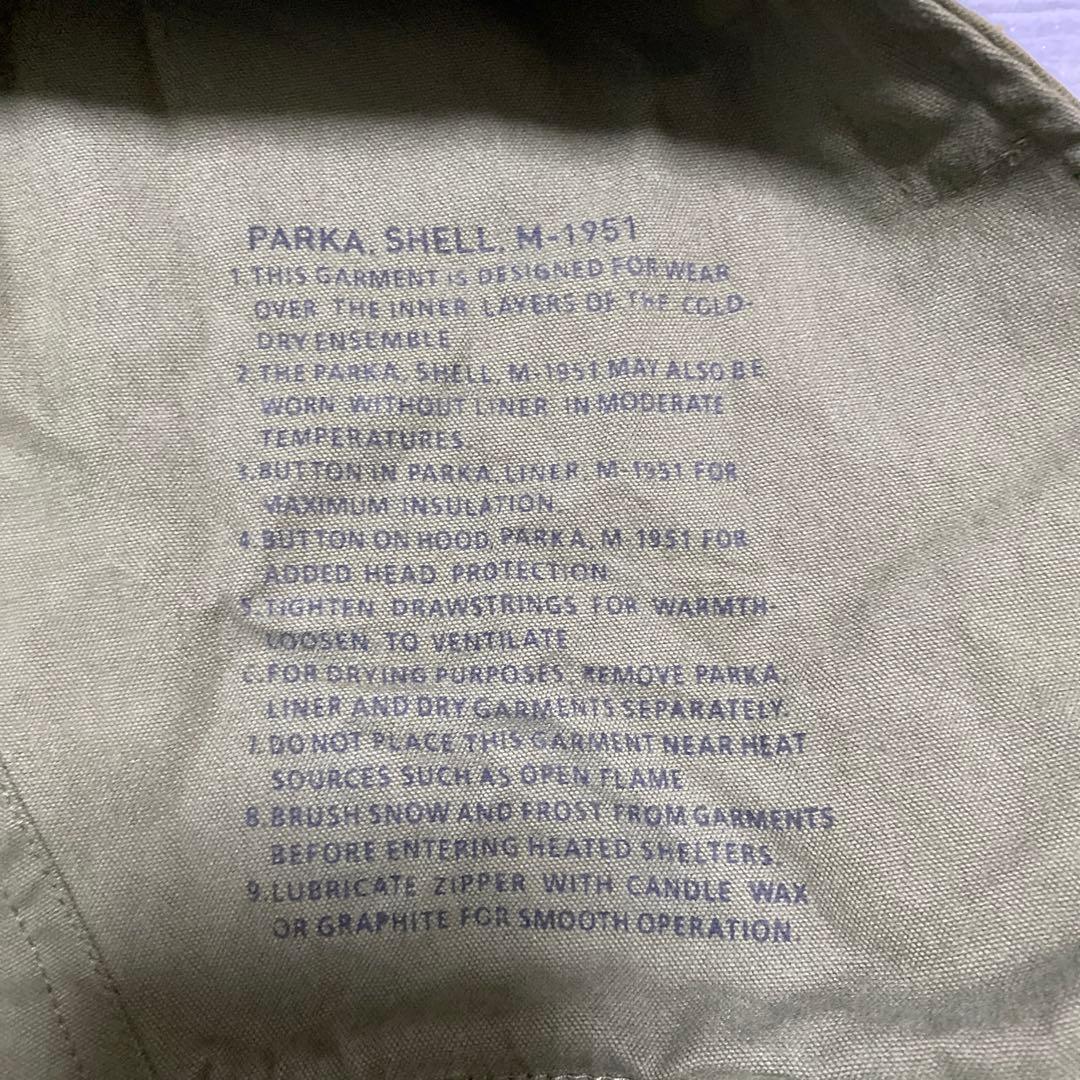 PARKA, SHELL, M-1951
1. THIS GARMENT IS DESIGNED FOR WEAR
OVER THE INNER LAYERS OF THE COLD-
DRY ENSEMBLE
2. THE PARKA, SHELL, M-1951 MAY ALSO BE
WORN WITHOUT LINER IN MODERATE
TEMPERATURES.
3. BUTTON IN PARKA, LINER, M-1951 FOR
MAXIMUM INSULATION.
4. BUTTON ON HOOD, PARKA, M 1951 FOR
ADDED HEAD PROTECTION.
5. TIGHTEN DRAWSTRINGS FOR WARMTH-
LOOSEN TO VENTILATE
6. FOR DRYING PURPOSES, REMOVE PARKA,
LINER AND DRY GARMENTS SEPARATELY.
7. DO NOT PLACE THIS GARMENT NEAR HEAT
SOURCES SUCH AS OPEN FLAME
8. BRUSH SNOW AND FROST FROM GARMENTS
BEFORE ENTERING HEATED SHELTERS.
9. LUBRICATE ZIPPER WITH CANDLE WAX
OR GRAPHITE FOR SMOOTH OPERATION.